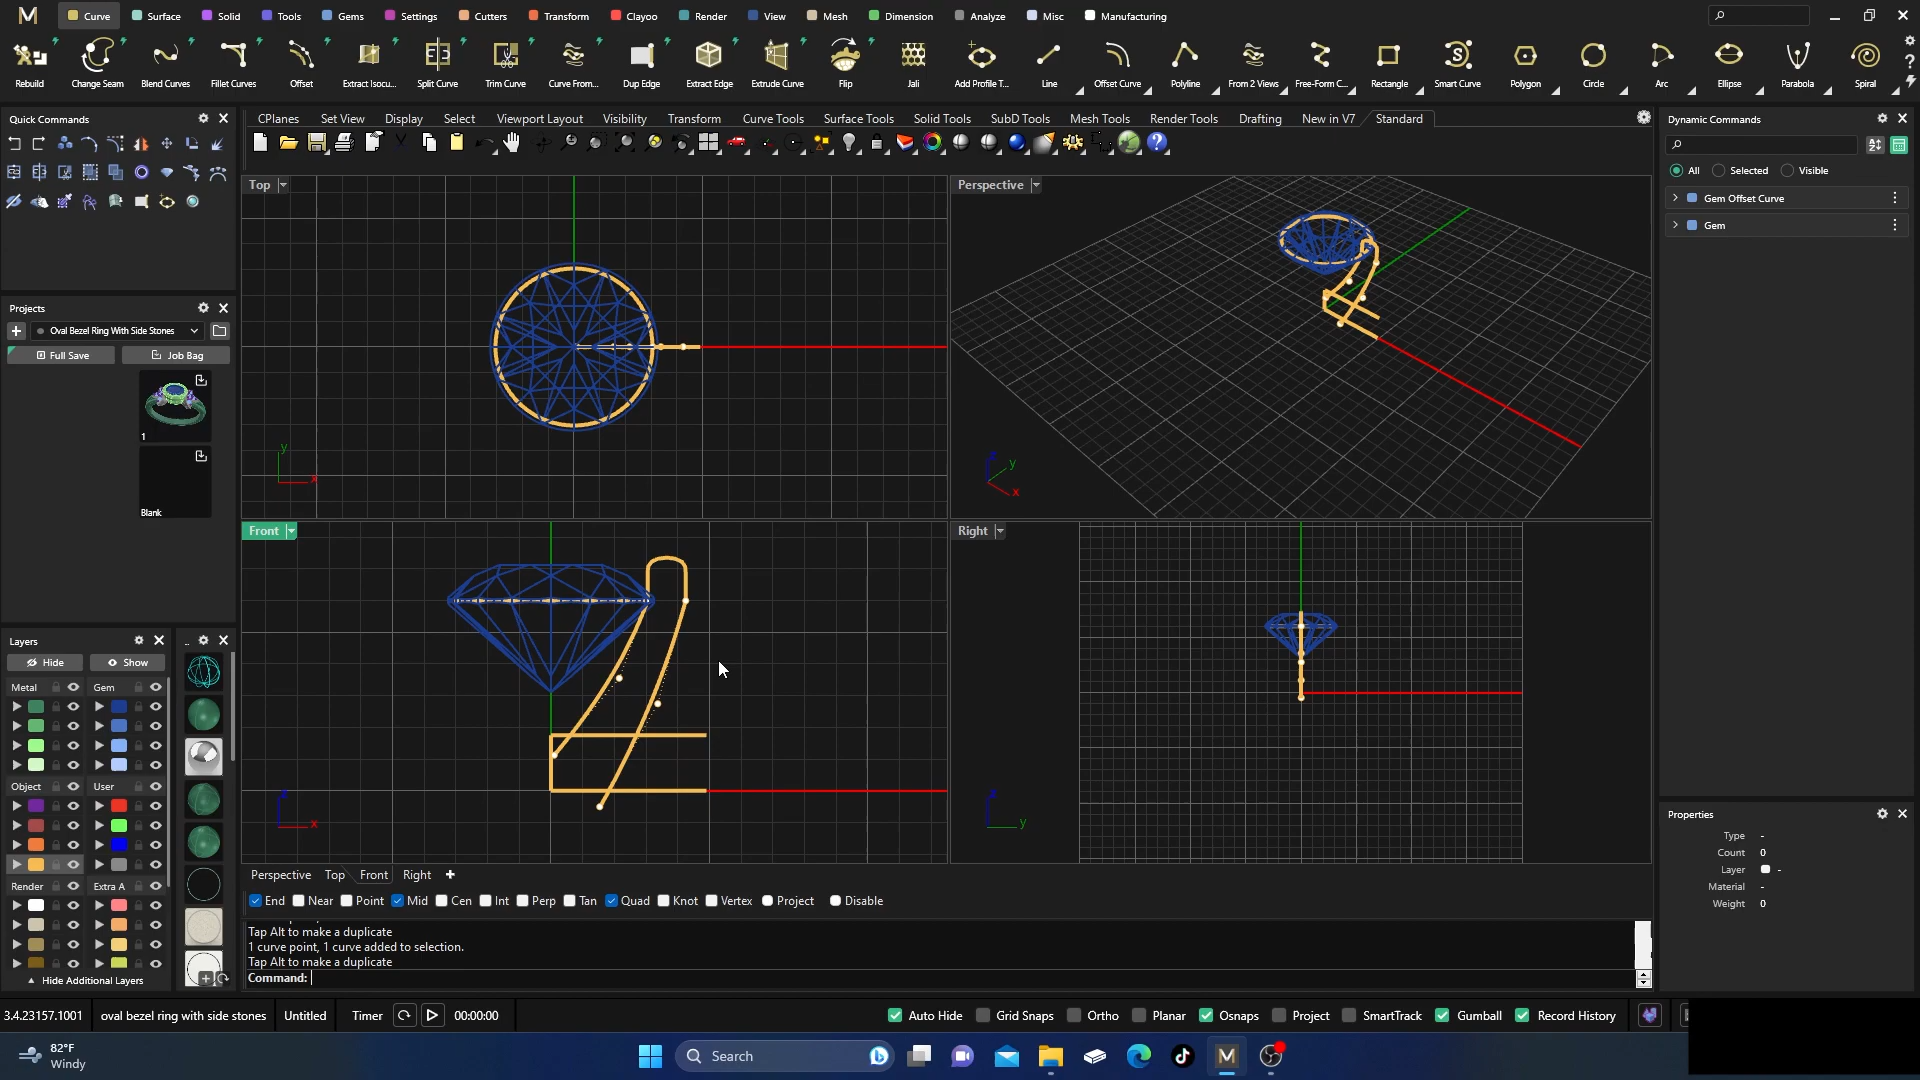 Curve Surface Solid Tools Gems Settings Cutters Transform Clayoo Render View Mesh Dimension Analyze Misc Manufacturing
Rebuild Change Seam Blend Curves Fillet Curves Offset Extract Isocu... Split Curve Trim Curve Curve From... Dup Edge Extract Edge Extrude Curve Flip Jali Add Profile T... Line Offset Curve Polyline From 2 Views Free-Form C... Rectangle Smart Curve Polygon Circle Arc Ellipse Parabola Spiral
Quick Commands
CPlanes Set View Display Select Viewport Layout Visibility Transform Curve Tools Surface Tools Solid Tools SubD Tools Mesh Tools Render Tools Drafting New in V7 Standard
Dynamic Commands
All Selected Visible
Gem Offset Curve
Gem
Top
Perspective
Front
Right
y
x
y
x
x
y
Projects
Oval Bezel Ring With Side Stones
Full Save Job Bag
1
Blank
Layers
..
Hide Show
Metal Gem
Object User
Render Extra A
Hide Additional Layers
Perspective Top Front Right
End Near Point Mid Cen Int Perp Tan Quad Knot Vertex Project Disable
Tap Alt to make a duplicate
1 curve point, 1 curve added to selection.
Tap Alt to make a duplicate
Command:
Properties
Type -
Count 0
Layer -
Material -
Weight 0
3.4.23157.1001 oval bezel ring with side stones Untitled Timer 00:00:00 Auto Hide Grid Snaps Ortho Planar Osnaps Project SmartTrack Gumball Record History
82°F
Windy
Search